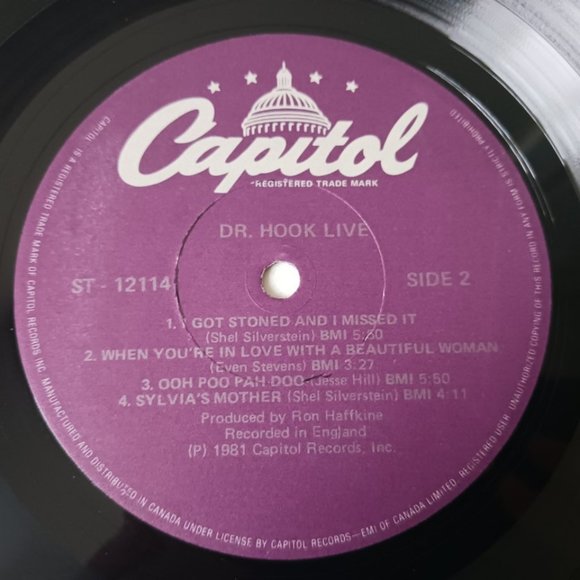 Capitol
REGISTERED TRADE MARK
DR. HOOK LIVE
ST - 12114
SIDE 2
1. I GOT STONED AND I MISSED IT
(Shel Silverstein) BMI 5:50
2. WHEN YOU'RE IN LOVE WITH A BEAUTIFUL WOMAN
(Even Stevens) BMI 3:27
3. OOH POO PAH DOO (Jesse Hill) BMI 5:50
4. SYLVIA'S MOTHER (Shel Silverstein) BMI 4:11
Produced by Ron Haffkine
Recorded in England
(P) 1981 Capitol Records, Inc.
CAPITOL IS A REGISTERED TRADE MARK OF CAPITOL RECORDS INC. MANUFACTURED AND DISTRIBUTED IN CANADA UNDER LICENSE BY CAPITOL RECORDS—EMI OF CANADA LIMITED, REGISTERED USER. UNAUTHORIZED COPYING OF THIS RECORD IN ANY FORM IS STRICTLY PROHIBITED